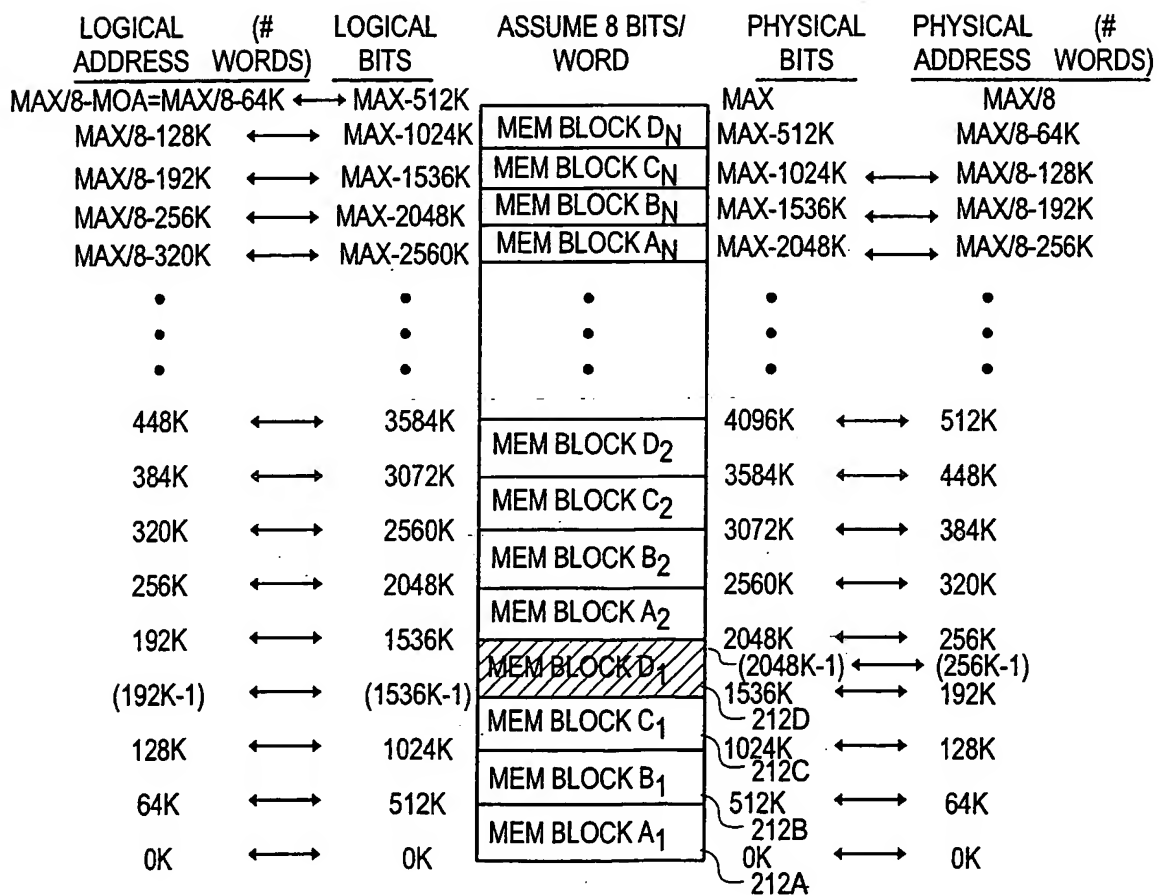 LOGICAL (# LOGICAL ASSUME 8 BITS/ PHYSICAL PHYSICAL (#
ADDRESS WORDS) BITS WORD BITS ADDRESS WORDS)
MAX/8-MOA=MAX/8-64K ↔ MAX-512K MAX MAX/8
MAX/8-128K ↔ MAX-1024K MEM BLOCK DN MAX-512K MAX/8-64K
MAX/8-192K ↔ MAX-1536K MEM BLOCK CN MAX-1024K ↔ MAX/8-128K
MAX/8-256K ↔ MAX-2048K MEM BLOCK BN MAX-1536K ↔ MAX/8-192K
MAX/8-320K ↔ MAX-2560K MEM BLOCK AN MAX-2048K ↔ MAX/8-256K
448K ↔ 3584K 4096K ↔ 512K
MEM BLOCK D2
384K ↔ 3072K 3584K ↔ 448K
MEM BLOCK C2
320K ↔ 2560K 3072K ↔ 384K
MEM BLOCK B2
256K ↔ 2048K 2560K ↔ 320K
MEM BLOCK A2
192K ↔ 1536K 2048K ↔ 256K
MEM BLOCK D1 (2048K-1) ↔ (256K-1)
(192K-1) ↔ (1536K-1) 1536K ↔ 192K
MEM BLOCK C1 212D
128K ↔ 1024K 1024K ↔ 128K
MEM BLOCK B1 212C
64K ↔ 512K 512K ↔ 64K
MEM BLOCK A1 212B
0K ↔ 0K 0K ↔ 0K
212A